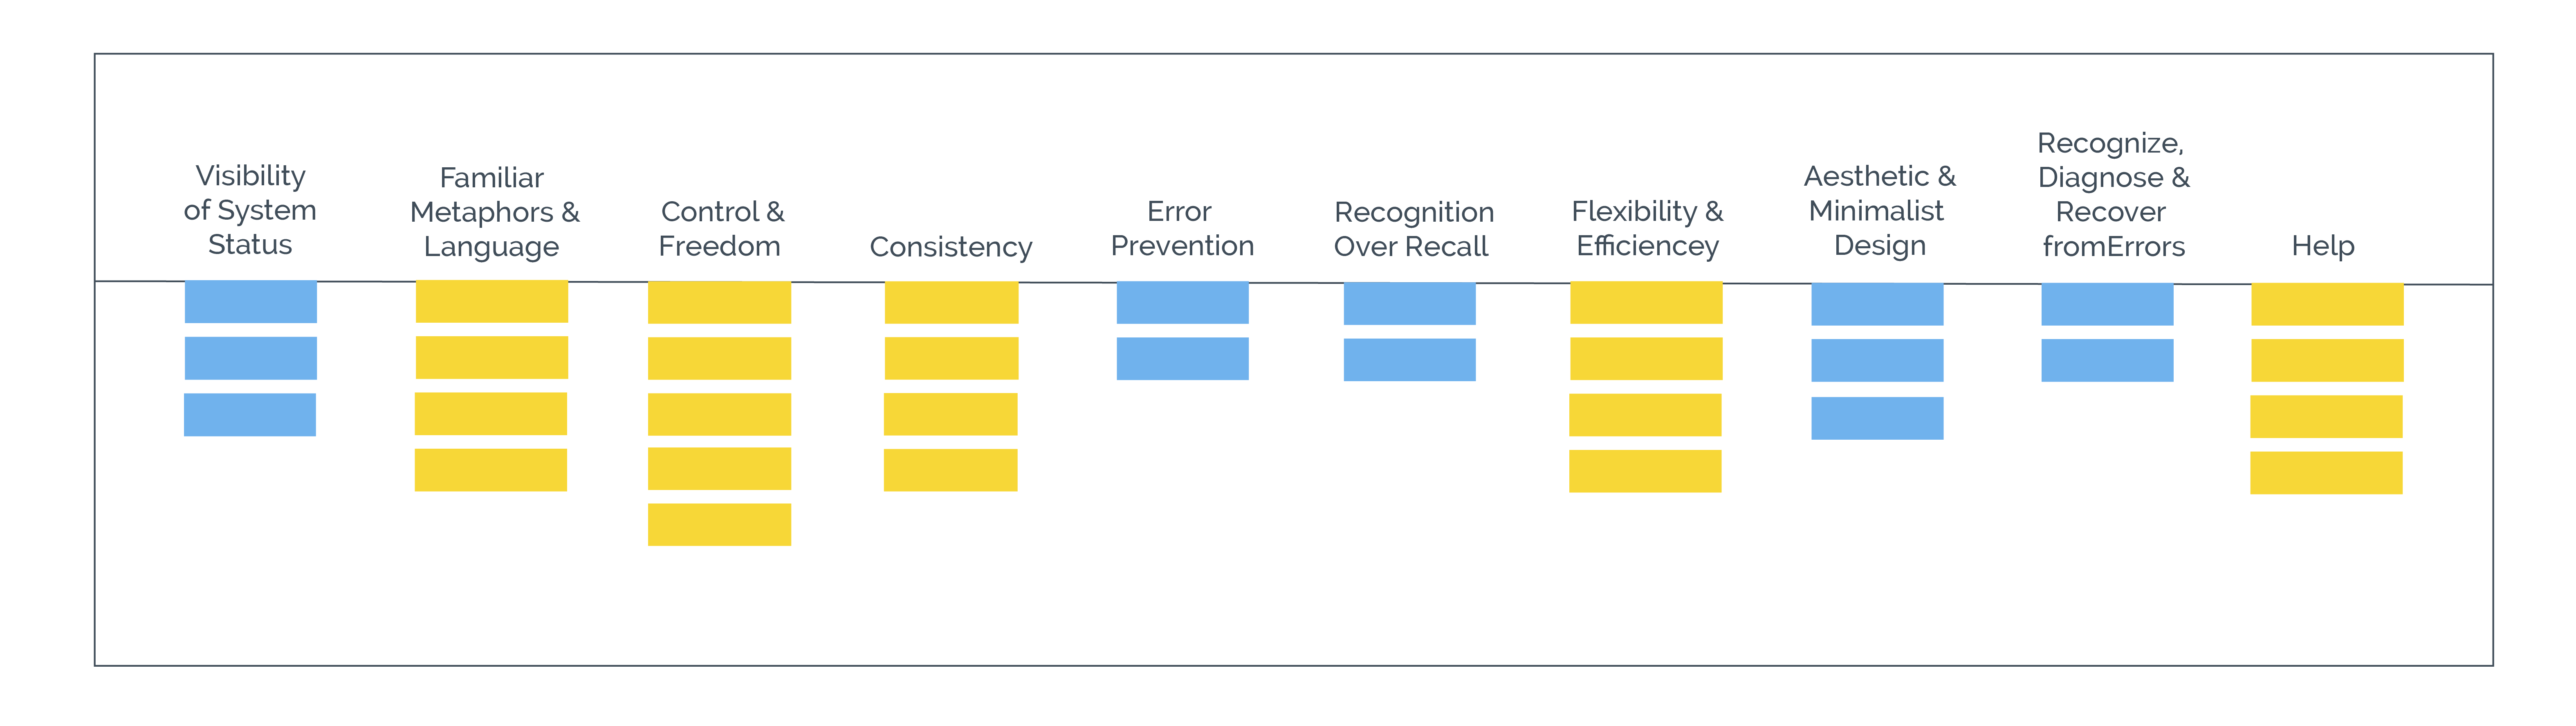 Visibility
of System
Status
Familiar
Metaphors &
Language
Control &
Freedom
Consistency
Error
Prevention
Recognition
Over Recall
Flexibility &
Efficiencey
Aesthetic &
Minimalist
Design
Recognize,
Diagnose &
Recover
fromErrors
Help